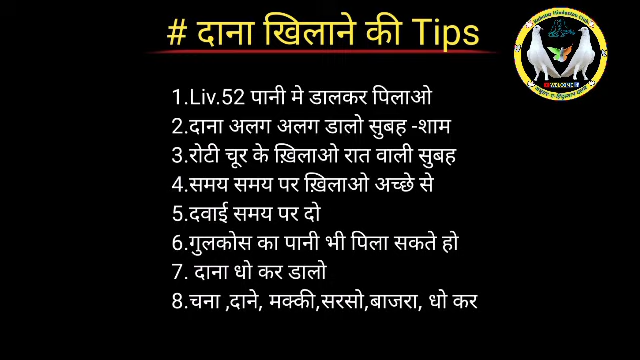 # दाना खिलाने की Tips
1.Liv.52 पानी मे डालकर पिलाओ
2.दाना अलग अलग डालो सुबह -शाम
3.रोटी चूर के ख़िलाओ रात वाली सुबह
4.समय समय पर ख़िलाओ अच्छे से
5.दवाई समय पर दो
6.गुलकोस का पानी भी पिला सकते हो
7. दाना धो कर डालो
8.चना ,दाने, मक्की,सरसो,बाजरा, धो कर
WELCOME